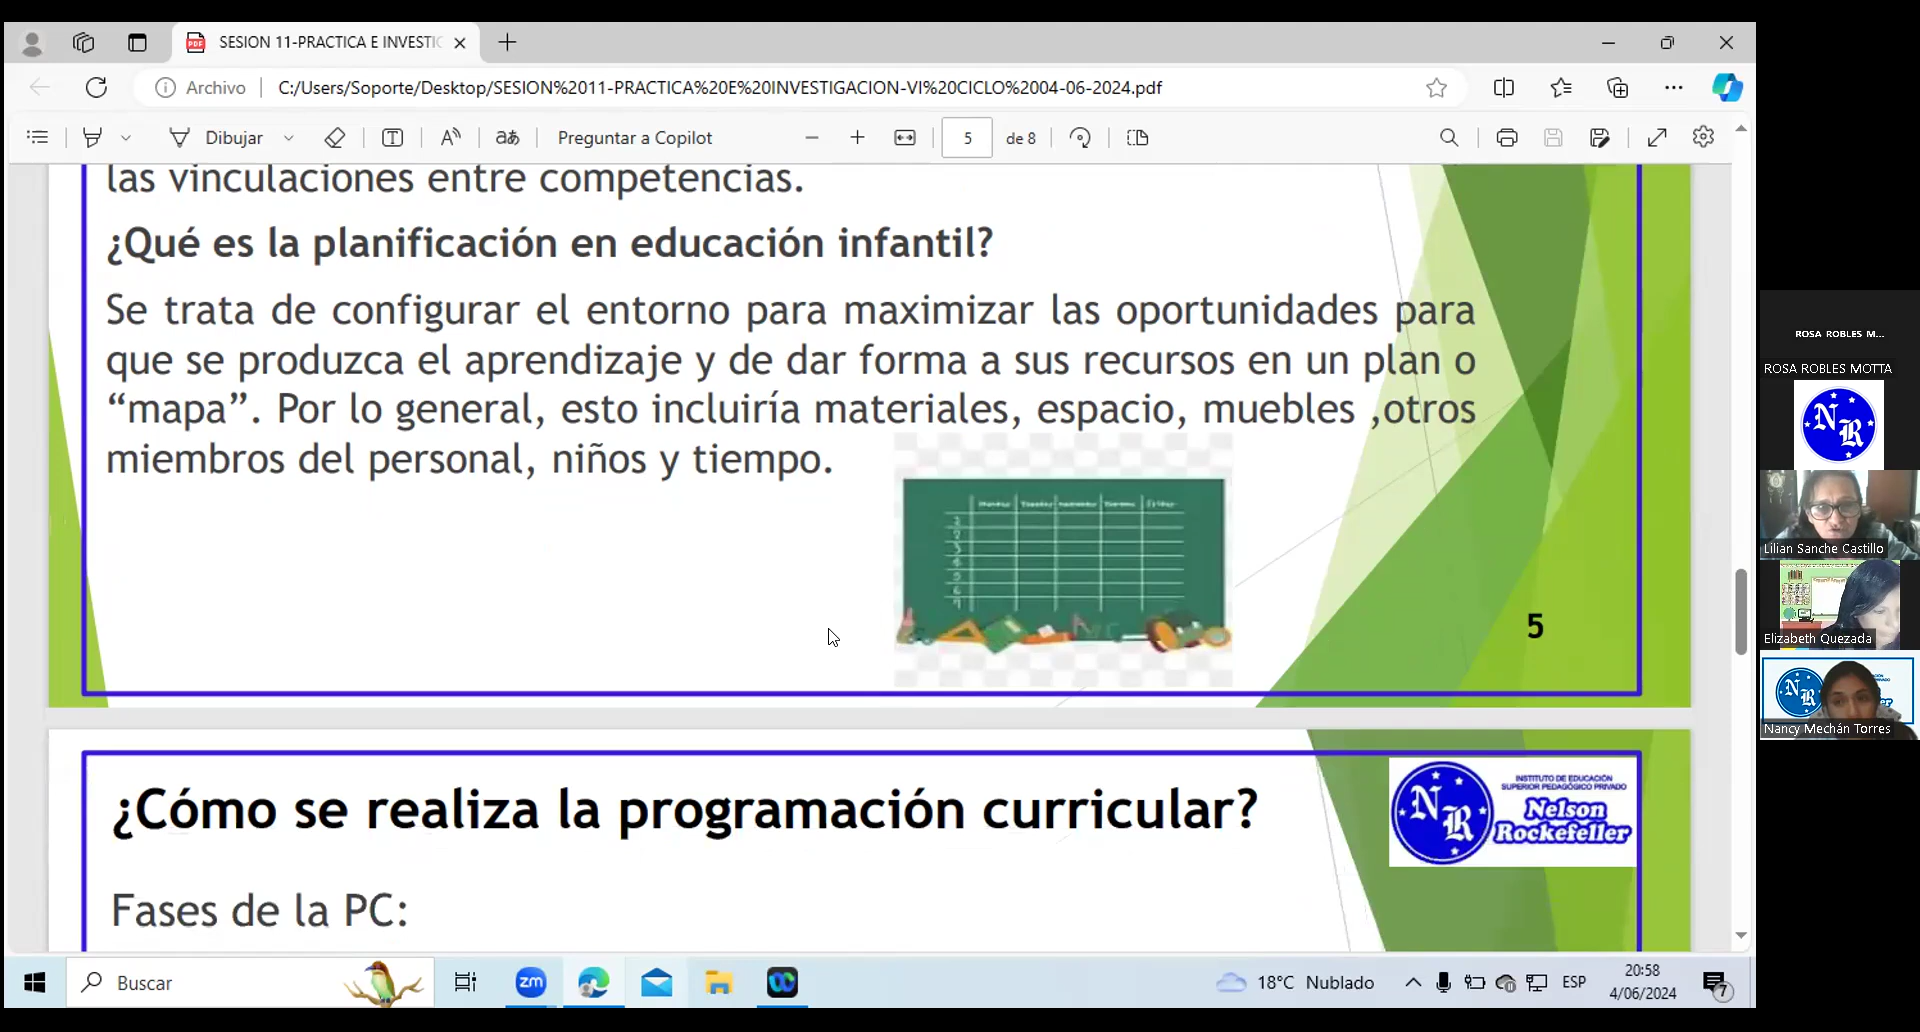 SESION 11-PRACTICA E INVESTIG
Archivo
C:/Users/Soporte/Desktop/SESION%2011-PRACTICA%20E%20INVESTIGACION-VI%20CICLO%2004-06-2024.pdf
Dibujar
Preguntar a Copilot
5
de 8
las vinculaciones entre competencias.
¿Qué es la planificación en educación infantil?
Se trata de configurar el entorno para maximizar las oportunidades para
que se produzca el aprendizaje y de dar forma a sus recursos en un plan o
“mapa”. Por lo general, esto incluiría materiales, espacio, muebles ,otros
miembros del personal, niños y tiempo.
5
¿Cómo se realiza la programación curricular?
NR
INSTITUTO DE EDUCACIÓN
SUPERIOR PEDAGÓGICO PRIVADO
Nelson
Rockefeller
Fases de la PC:
ROSA ROBLES M...
ROSA ROBLES MOTTA
NR
Lilian Sanche Castillo
Elizabeth Quezada
NR
Nancy Mechán Torres
Buscar
zm
18°C Nublado
ESP
20:58
4/06/2024
7